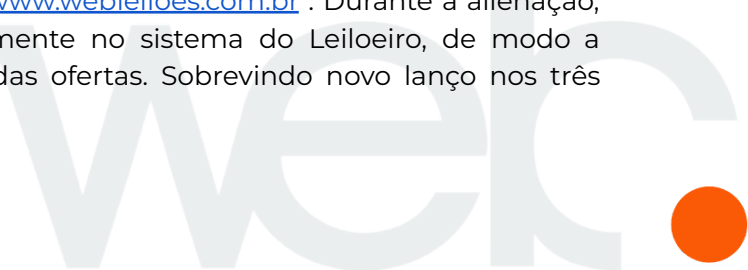 www.webleiloes.com.br . Durante a alienação,
mente no sistema do Leiloeiro, de modo a
das ofertas. Sobrevindo novo lanço nos três
web.